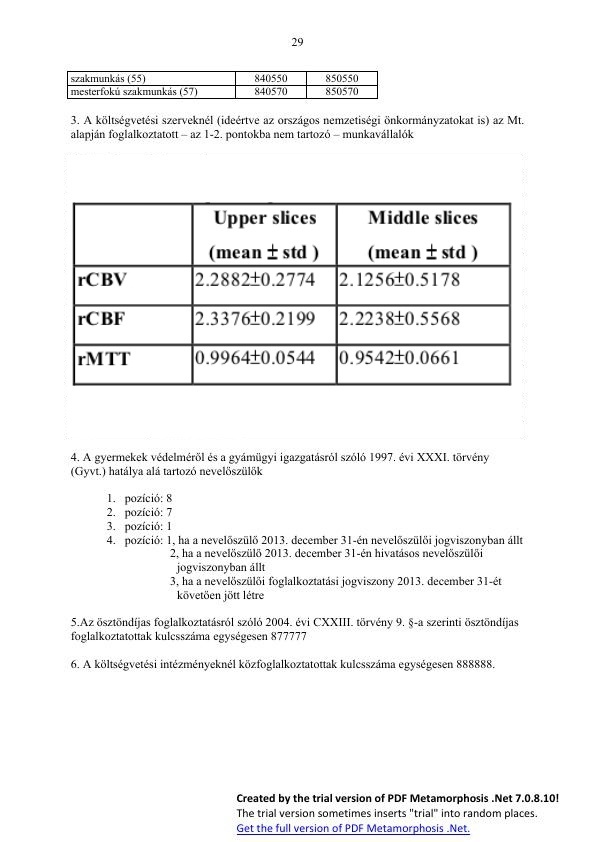 29
szakmunkás (55) 840550 850550
mesterfokú szakmunkás (57) 840570 850570
3. A költségvetési szerveknél (ideértve az országos nemzetiségi önkormányzatokat is) az Mt.
alapján foglalkoztatott – az 1-2. pontokba nem tartozó – munkavállalók
Upper slices Middle slices
(mean ± std ) (mean ± std )
rCBV 2.2882±0.2774 2.1256±0.5178
rCBF 2.3376±0.2199 2.2238±0.5568
rMTT 0.9964±0.0544 0.9542±0.0661
4. A gyermekek védelméről és a gyámügyi igazgatásról szóló 1997. évi XXXI. törvény
(Gyvt.) hatálya alá tartozó nevelőszülők
1. pozíció: 8
2. pozíció: 7
3. pozíció: 1
4. pozíció: 1, ha a nevelőszülő 2013. december 31-én nevelőszülői jogviszonyban állt
2, ha a nevelőszülő 2013. december 31-én hivatásos nevelőszülői
jogviszonyban állt
3, ha a nevelőszülői foglalkoztatási jogviszony 2013. december 31-ét
követően jött létre
5.Az ösztöndíjas foglalkoztatásról szóló 2004. évi CXXIII. törvény 9. §-a szerinti ösztöndíjas
foglalkoztatottak kulcsszáma egységesen 877777
6. A költségvetési intézményeknél közfoglalkoztatottak kulcsszáma egységesen 888888.
Created by the trial version of PDF Metamorphosis .Net 7.0.8.10!
The trial version sometimes inserts "trial" into random places.
Get the full version of PDF Metamorphosis .Net.